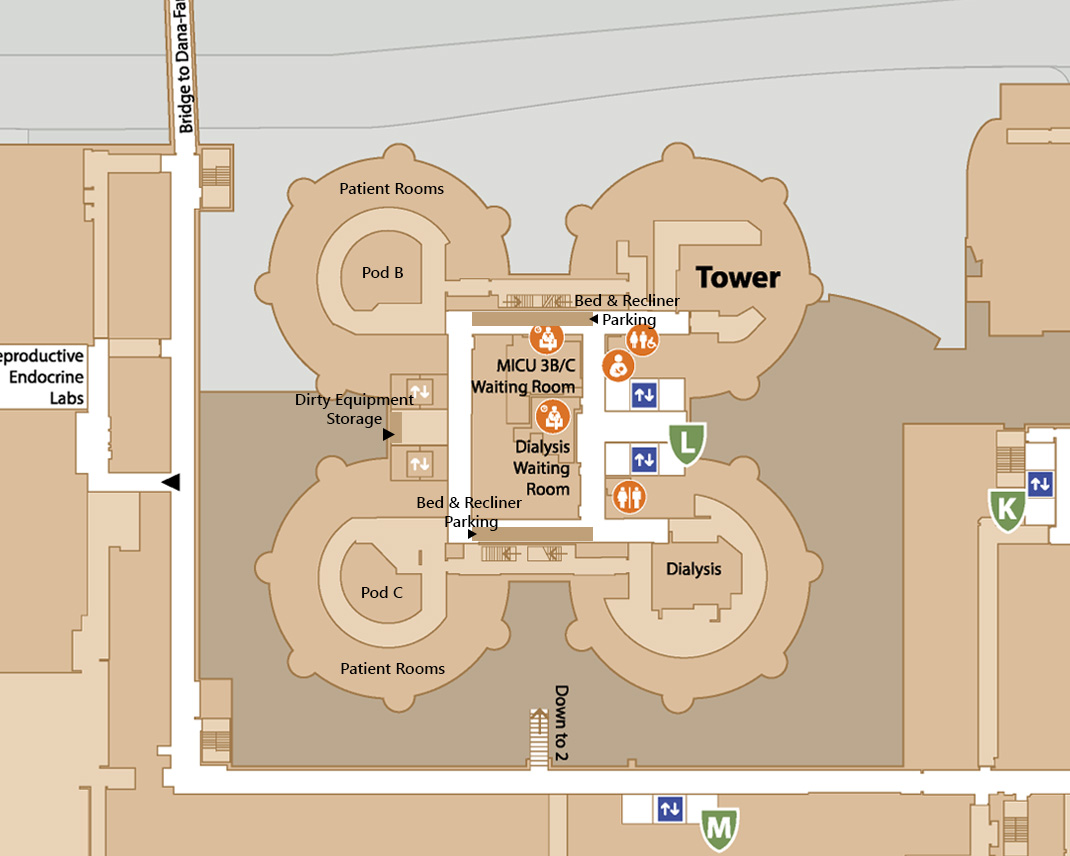 Bridge to Dana-Fa
Patient Rooms
Pod B
Tower
Bed & Recliner
Parking
MICU 3B/C
Waiting Room
eproductive
Endocrine
Labs
Dirty Equipment
Storage
L
Dialysis
Waiting
Room
K
Bed & Recliner
Parking
Dialysis
Pod C
Patient Rooms
Down to 2
M